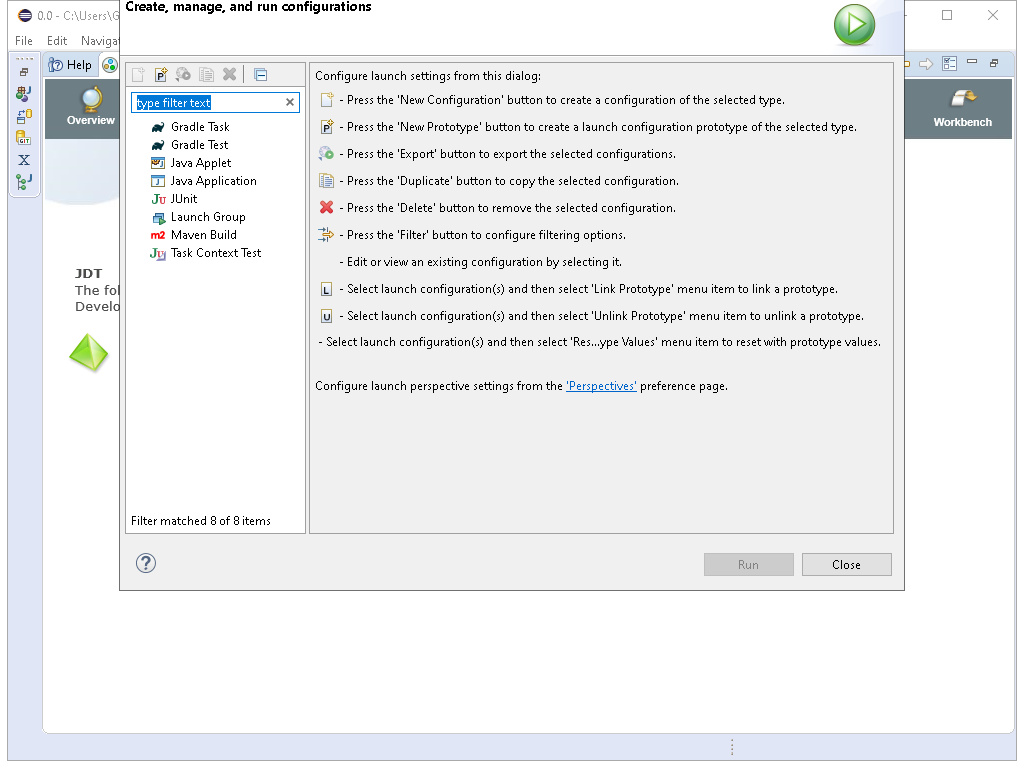 Create, manage, and run configurations
0.0 - C:\Users\G
File Edit Navigat
Help
type filter text
Gradle Task
Gradle Test
Java Applet
Java Application
Ju JUnit
Launch Group
m2 Maven Build
Ju Task Context Test
Filter matched 8 of 8 items
Configure launch settings from this dialog:
- Press the 'New Configuration' button to create a configuration of the selected type.
P - Press the 'New Prototype' button to create a launch configuration prototype of the selected type.
- Press the 'Export' button to export the selected configurations.
- Press the 'Duplicate' button to copy the selected configuration.
- Press the 'Delete' button to remove the selected configuration.
- Press the 'Filter' button to configure filtering options.
- Edit or view an existing configuration by selecting it.
L - Select launch configuration(s) and then select 'Link Prototype' menu item to link a prototype.
U - Select launch configuration(s) and then select 'Unlink Prototype' menu item to unlink a prototype.
- Select launch configuration(s) and then select 'Res...ype Values' menu item to reset with prototype values.
Configure launch perspective settings from the 'Perspectives' preference page.
Run
Close
Overview
Workbench
GIT
X
JDT
The fol
Develo